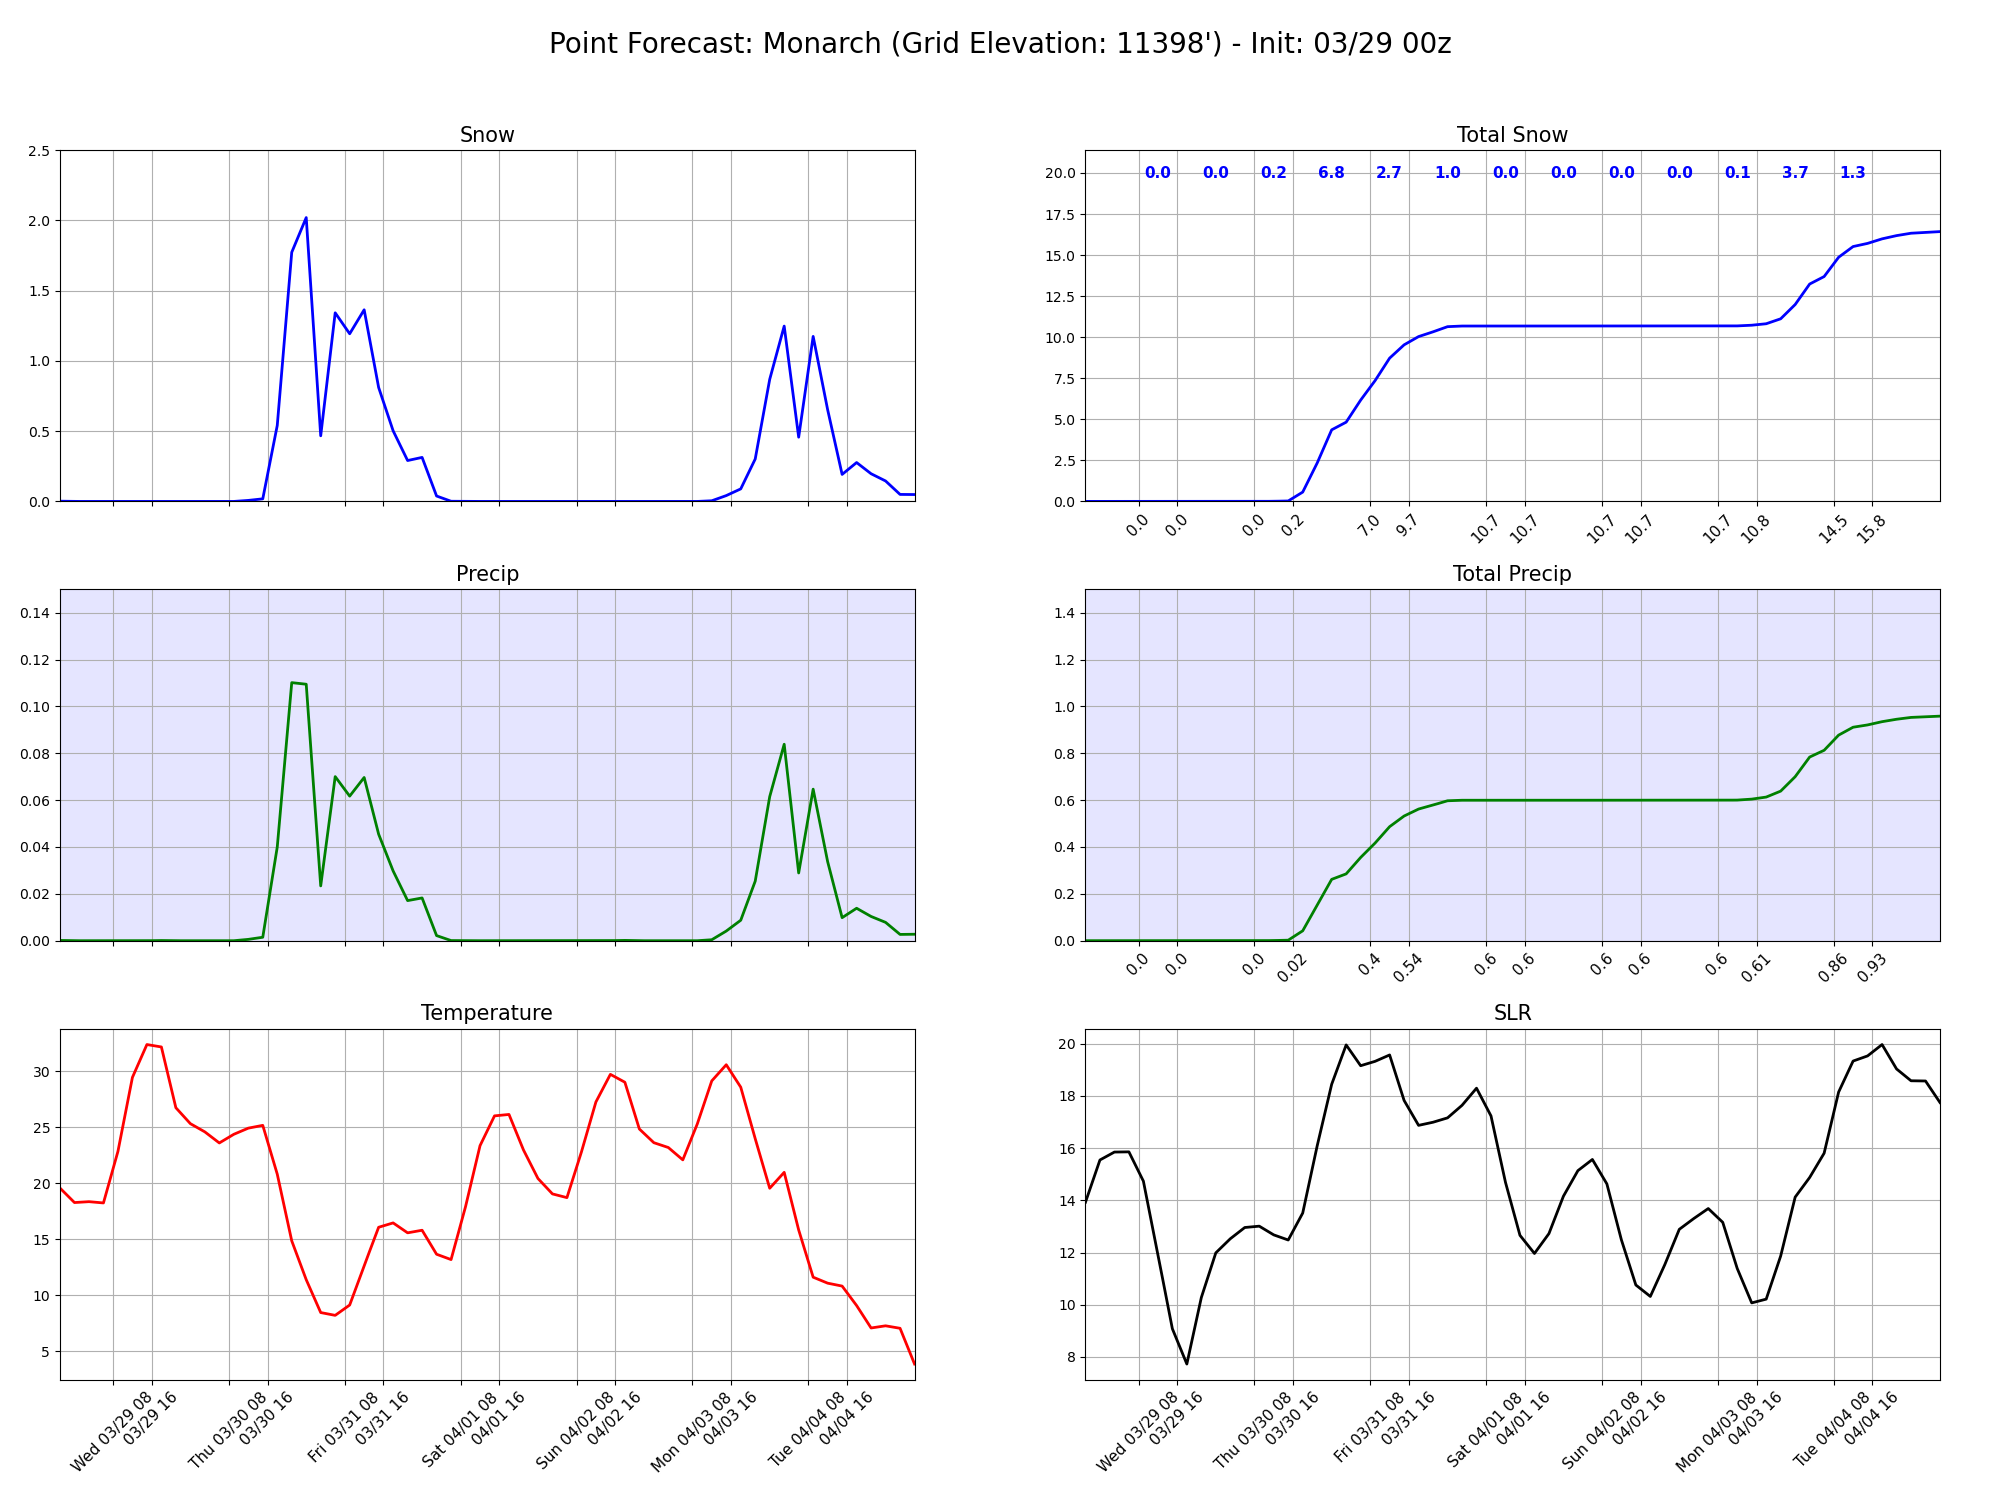 Point Forecast: Monarch (Grid Elevation: 11398') - Init: 03/29 00z
Snow
2.5
2.0
1.5
1.0
0.5
0.0
Total Snow
0.0 0.0 0.2 6.8 2.7 1.0 0.0 0.0 0.0 0.0 0.1 3.7 1.3
20.0
17.5
15.0
12.5
10.0
7.5
5.0
2.5
0.0
0.0 0.0 0.0 0.2 7.0 9.7 10.7 10.7 10.7 10.7 10.7 10.8 14.5 15.8
Precip
0.14
0.12
0.10
0.08
0.06
0.04
0.02
0.00
Total Precip
1.4
1.2
1.0
0.8
0.6
0.4
0.2
0.0
0.0 0.0 0.0 0.02 0.4 0.54 0.6 0.6 0.6 0.6 0.6 0.61 0.86 0.93
Temperature
30
25
20
15
10
5
Wed 03/29 08
03/29 16
Thu 03/30 08
03/30 16
Fri 03/31 08
03/31 16
Sat 04/01 08
04/01 16
Sun 04/02 08
04/02 16
Mon 04/03 08
04/03 16
Tue 04/04 08
04/04 16
SLR
20
18
16
14
12
10
8
Wed 03/29 08
03/29 16
Thu 03/30 08
03/30 16
Fri 03/31 08
03/31 16
Sat 04/01 08
04/01 16
Sun 04/02 08
04/02 16
Mon 04/03 08
04/03 16
Tue 04/04 08
04/04 16